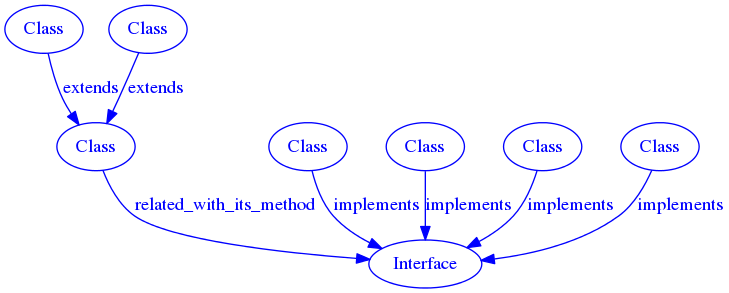 Class
Class
extends
extends
Class
Class
Class
Class
Class
related_with_its_method
implements
implements
implements
implements
Interface